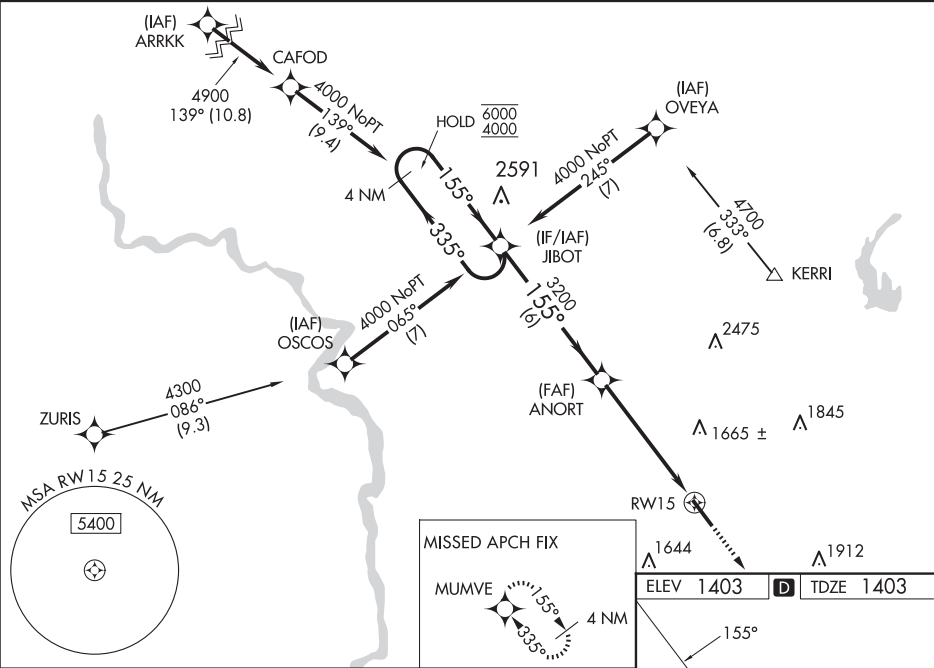 (IAF)
ARRKK
CAFOD
4900
139° (10.8)
4000 NoPT
139°
(9.4)
HOLD
6000
4000
4 NM
155°
335°
2591
(IAF)
OVEYA
4000 NoPT
245°
(7)
4700
333°
(6.8)
KERRI
(IF/IAF)
JIBOT
3200
155°
(6)
(IAF)
OSCOS
4000 NoPT
065°
(7)
2475
(FAF)
ANORT
ZURIS
4300
086°
(9.3)
1665 ±
1845
MSA RW15 25 NM
5400
RW15
MISSED APCH FIX
MUMVE
155°
335°
4 NM
1644
1912
ELEV 1403 D TDZE 1403
155°